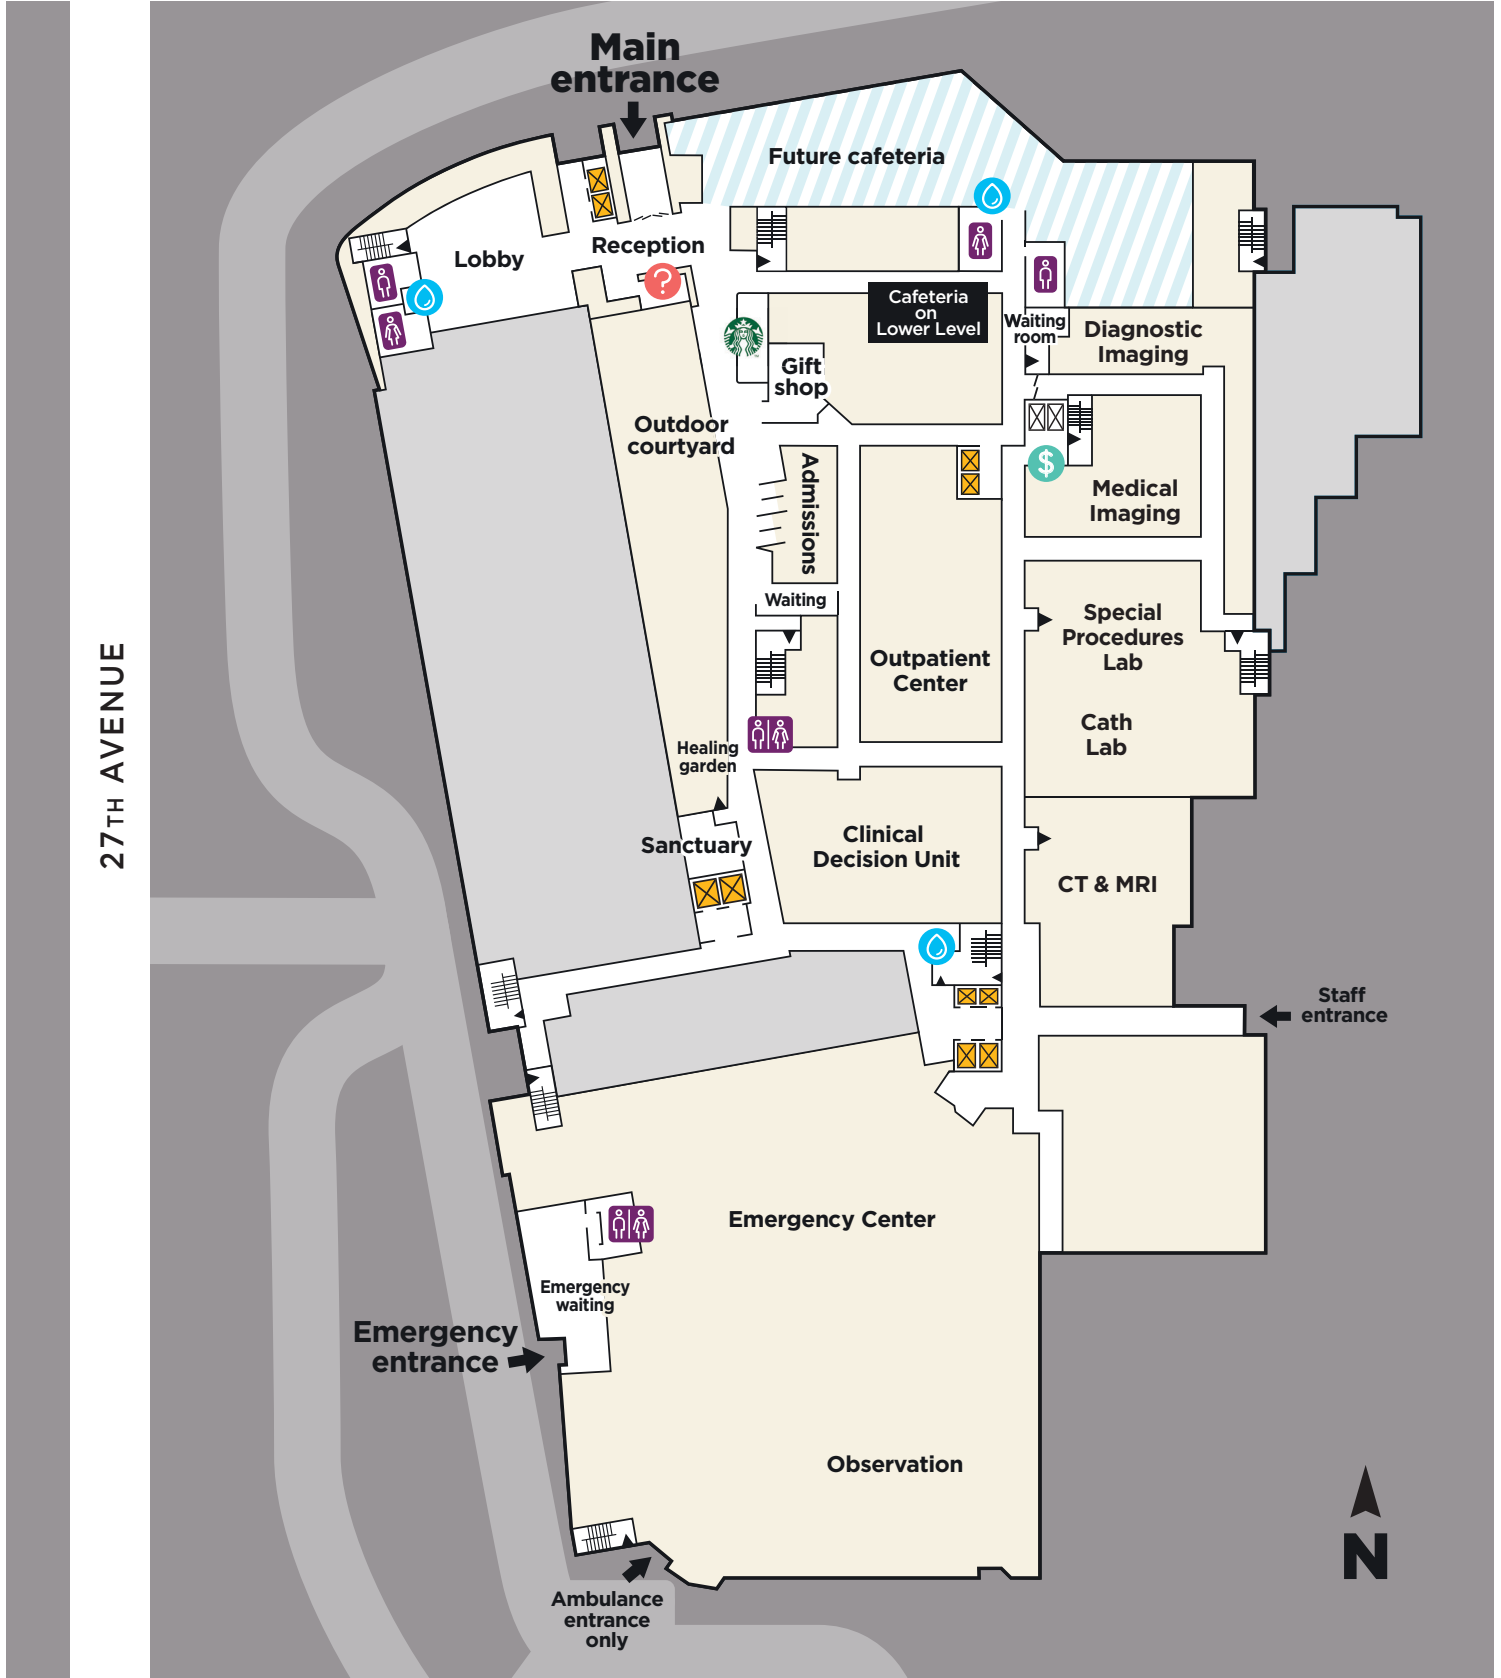 Main
entrance
Future cafeteria
Lobby
Reception
?
Cafeteria
on
Lower Level
Waiting
room
Diagnostic
Imaging
Gift
shop
Outdoor
courtyard
Admissions
$
Medical
Imaging
Waiting
Special
Procedures
Lab
Outpatient
Center
Cath
Lab
27TH AVENUE
Healing
garden
Sanctuary
Clinical
Decision Unit
CT & MRI
Staff
entrance
Emergency Center
Emergency
waiting
Emergency
entrance
Observation
N
Ambulance
entrance
only